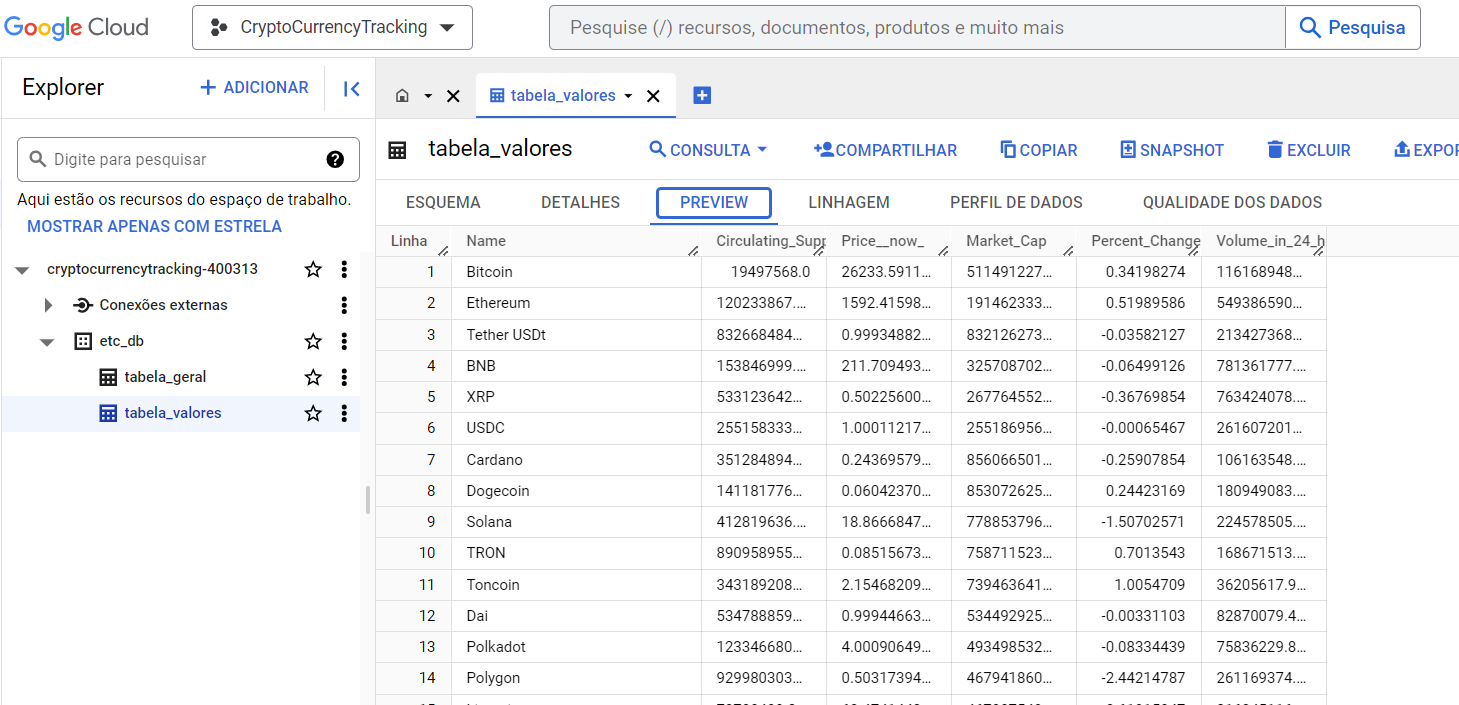 Google Cloud CryptoCurrencyTracking Pesquise (/) recursos, documentos, produtos e muito mais Pesquisa
Explorer + ADICIONAR
tabela_valores
Digite para pesquisar
Aqui estão os recursos do espaço de trabalho.
MOSTRAR APENAS COM ESTRELA
cryptocurrencytracking-400313
Conexões externas
etc_db
tabela_geral
tabela_valores
tabela_valores CONSULTA COMPARTILHAR COPIAR SNAPSHOT EXCLUIR EXPOR
ESQUEMA DETALHES PREVIEW LINHAGEM PERFIL DE DADOS QUALIDADE DOS DADOS
Linha Name Circulating_Supp Price__now_ Market_Cap Percent_Change Volume_in_24_h
1 Bitcoin 19497568.0 26233.5911... 511491227... 0.34198274 116168948...
2 Ethereum 120233867.... 1592.41598... 191462333... 0.51989586 549386590...
3 Tether USDt 832668484... 0.99934882... 832126273... -0.03582127 213427368...
4 BNB 153846999.... 211.709493... 325708702... -0.06499126 781361777....
5 XRP 533123642... 0.50225600... 267764552... -0.36769854 763424078....
6 USDC 255158333... 1.00011217... 255186956... -0.00065467 261607201...
7 Cardano 351284894... 0.24369579... 856066501... -0.25907854 106163548....
8 Dogecoin 141181776... 0.06042370... 853072625... 0.24423169 180949083....
9 Solana 412819636.... 18.8666847... 778853796... -1.50702571 224578505....
10 TRON 890958955... 0.08515673... 758711523... 0.7013543 168671513....
11 Toncoin 343189208... 2.15468209... 739463641... 1.0054709 36205617.9...
12 Dai 534788859... 0.99944663... 534492925... -0.00331103 82870079.4...
13 Polkadot 123346680... 4.00090649... 493498532... -0.08334439 75836229.8...
14 Polygon 929980303... 0.50317394... 467941860... -2.44214787 261169374....